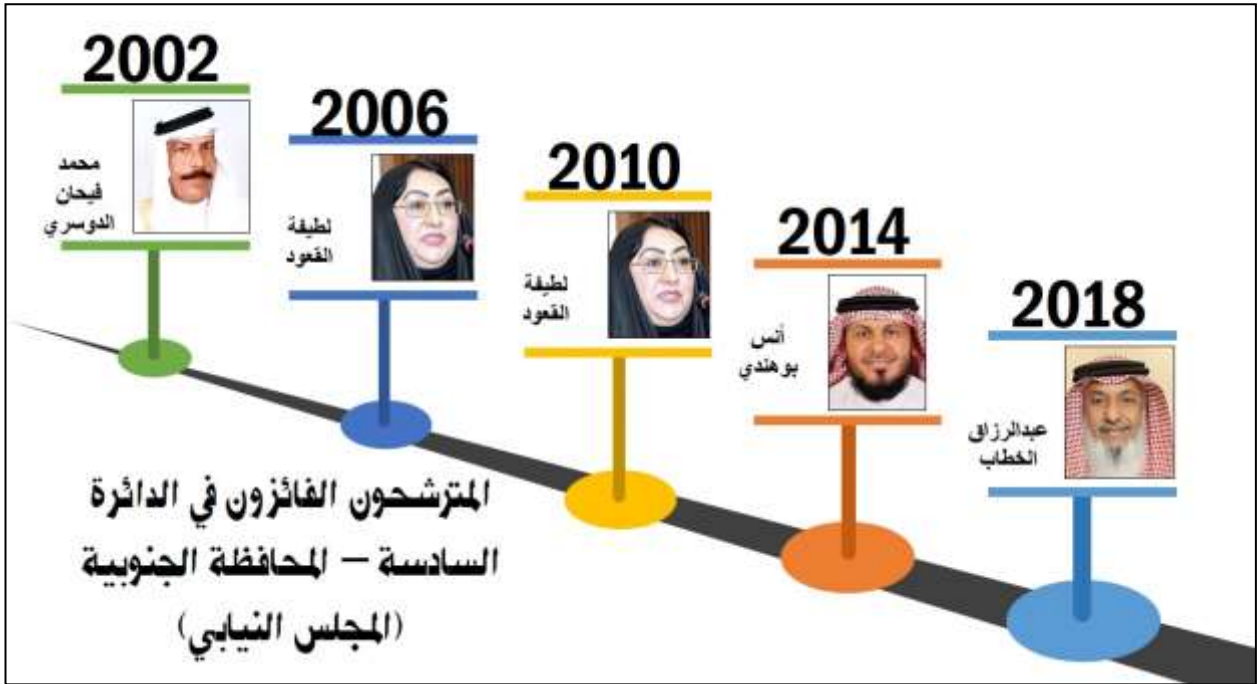 2002
محمد
فيحان
الدوسري
2006
لطيفة
القعود
2010
لطيفة
القعود
2014
أنس
بوهندي
2018
عبدالرزاق
الخطاب
المترشحون الفائزون في الدائرة
السادسة – المحافظة الجنوبية
(المجلس النيابي)